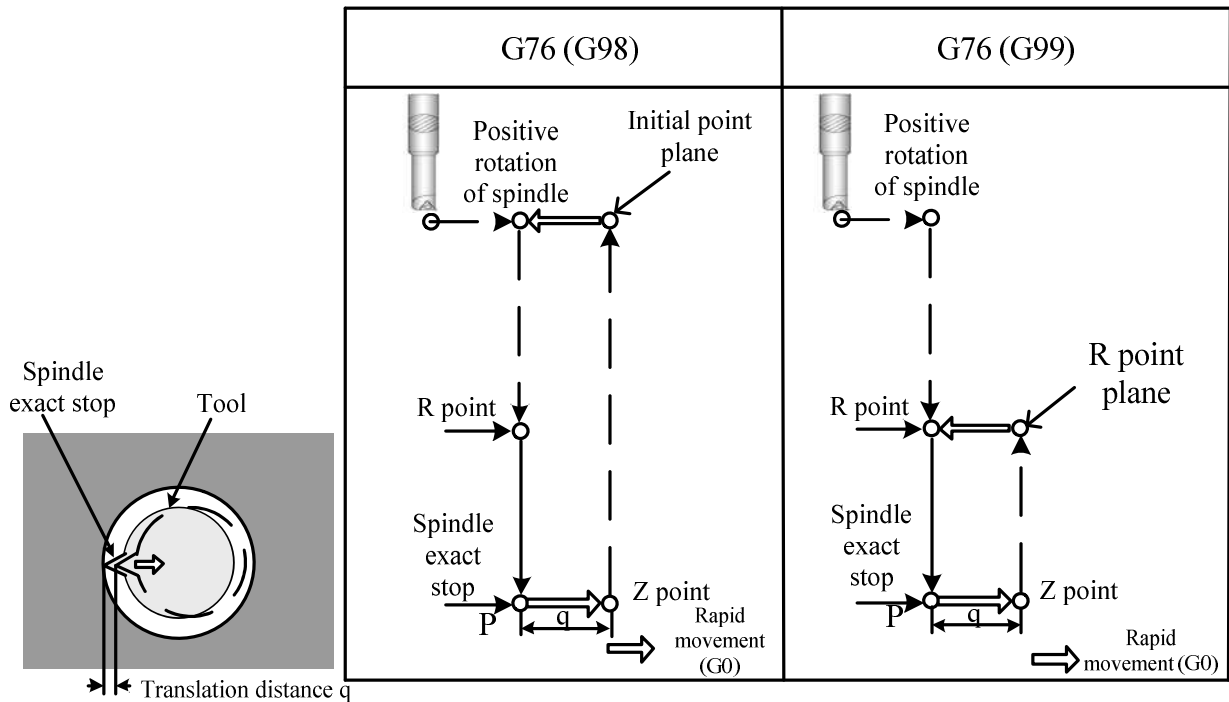 G76 (G98)
G76 (G99)
Positive
rotation
of spindle
Initial point
plane
R point
Spindle
exact
stop
P
q
Z point
Rapid
movement
(G0)
Positive
rotation
of spindle
R point
plane
R point
Spindle
exact
stop
P
q
Z point
Rapid
movement (G0)
Spindle
exact stop
Tool
Translation distance q